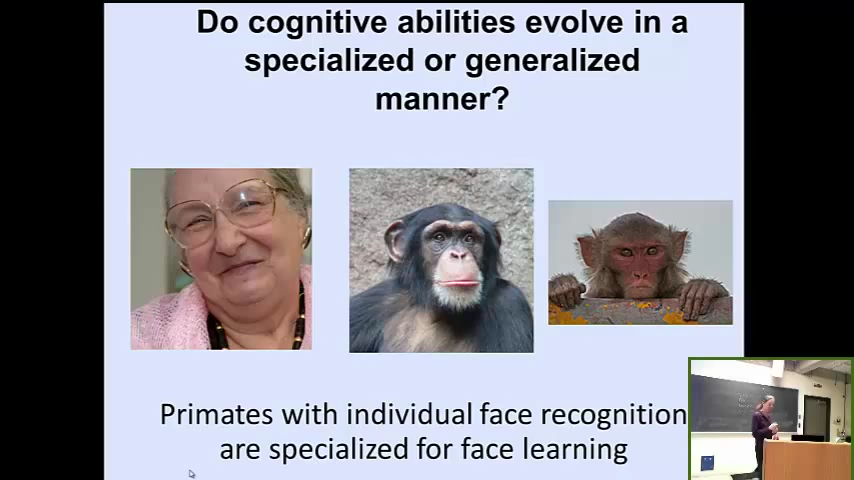 Do cognitive abilities evolve in a
specialized or generalized
manner?
Primates with individual face recognition
are specialized for face learning